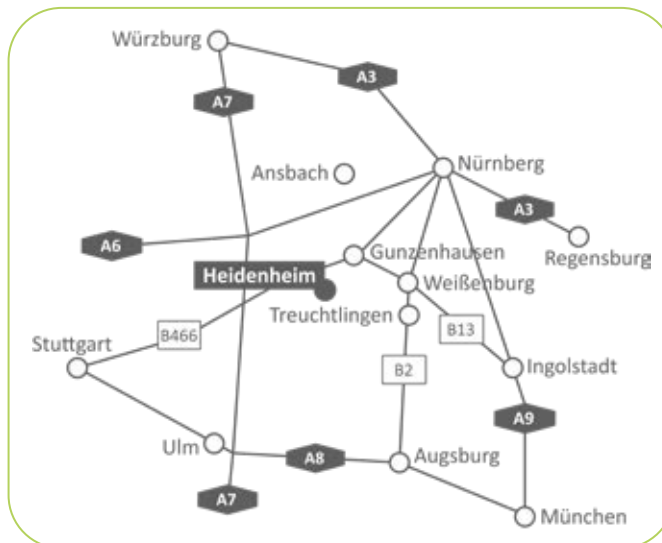 Würzburg
A3
A7
Nürnberg
Ansbach
A3
A6
Gunzenhausen
Regensburg
Heidenheim
Weißenburg
Treuchtlingen
B466
B13
Stuttgart
B2
Ingolstadt
A9
Ulm
A8
Augsburg
A7
München